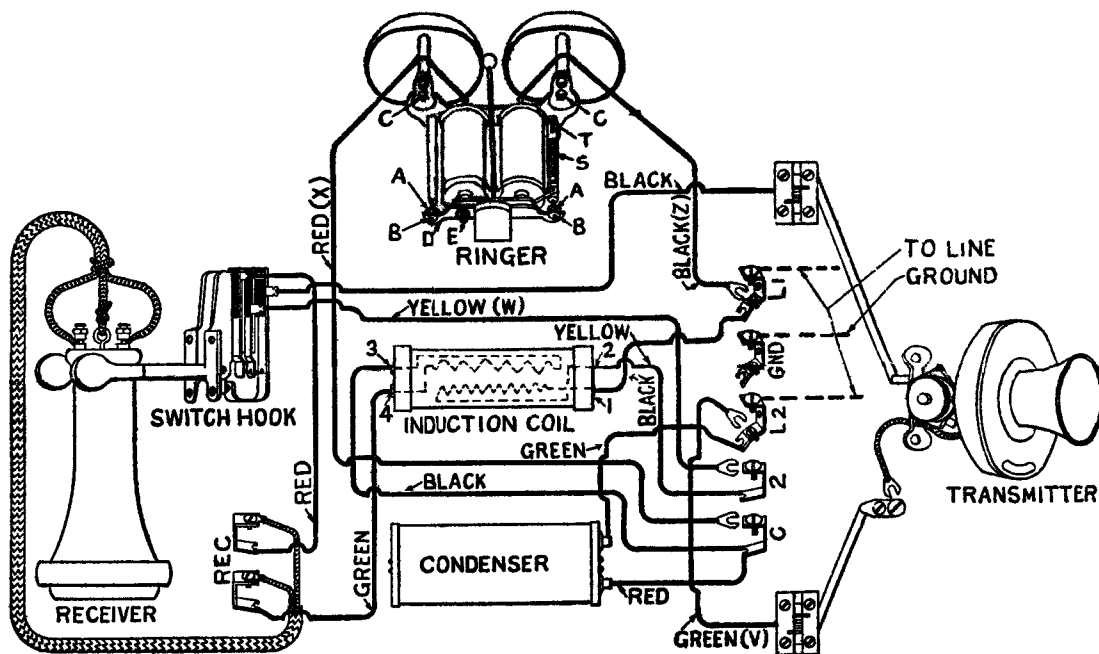 C
C
T
S
A
A
B
D
E
B
RINGER
RED (X)
BLACK
BLACK(Z)
TO LINE
GROUND
L1
GND
L2
YELLOW (W)
YELLOW
3
2
4
1
BLACK
SWITCH HOOK
INDUCTION COIL
GREEN
2
C
BLACK
RED
REC
GREEN
CONDENSER
RED
GREEN(V)
RECEIVER
TRANSMITTER